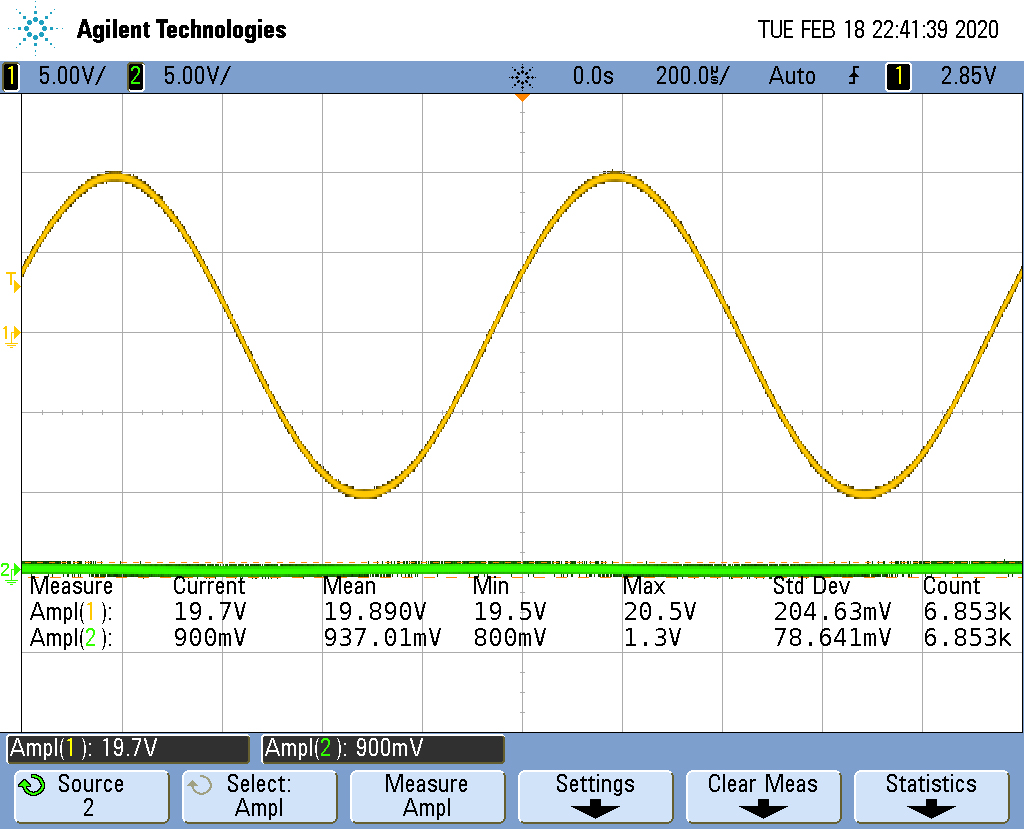 Agilent Technologies TUE FEB 18 22:41:39 2020
1 5.00V/ 2 5.00V/ 0.0s 200.0㎲/ Auto 1 2.85V
T
1
2
Measure Current Mean Min Max Std Dev Count
Ampl(1): 19.7V 19.890V 19.5V 20.5V 204.63mV 6.853k
Ampl(2): 900mV 937.01mV 800mV 1.3V 78.641mV 6.853k
Ampl(1): 19.7V Ampl(2): 900mV
Source Select: Measure Settings Clear Meas Statistics
2 Ampl Ampl